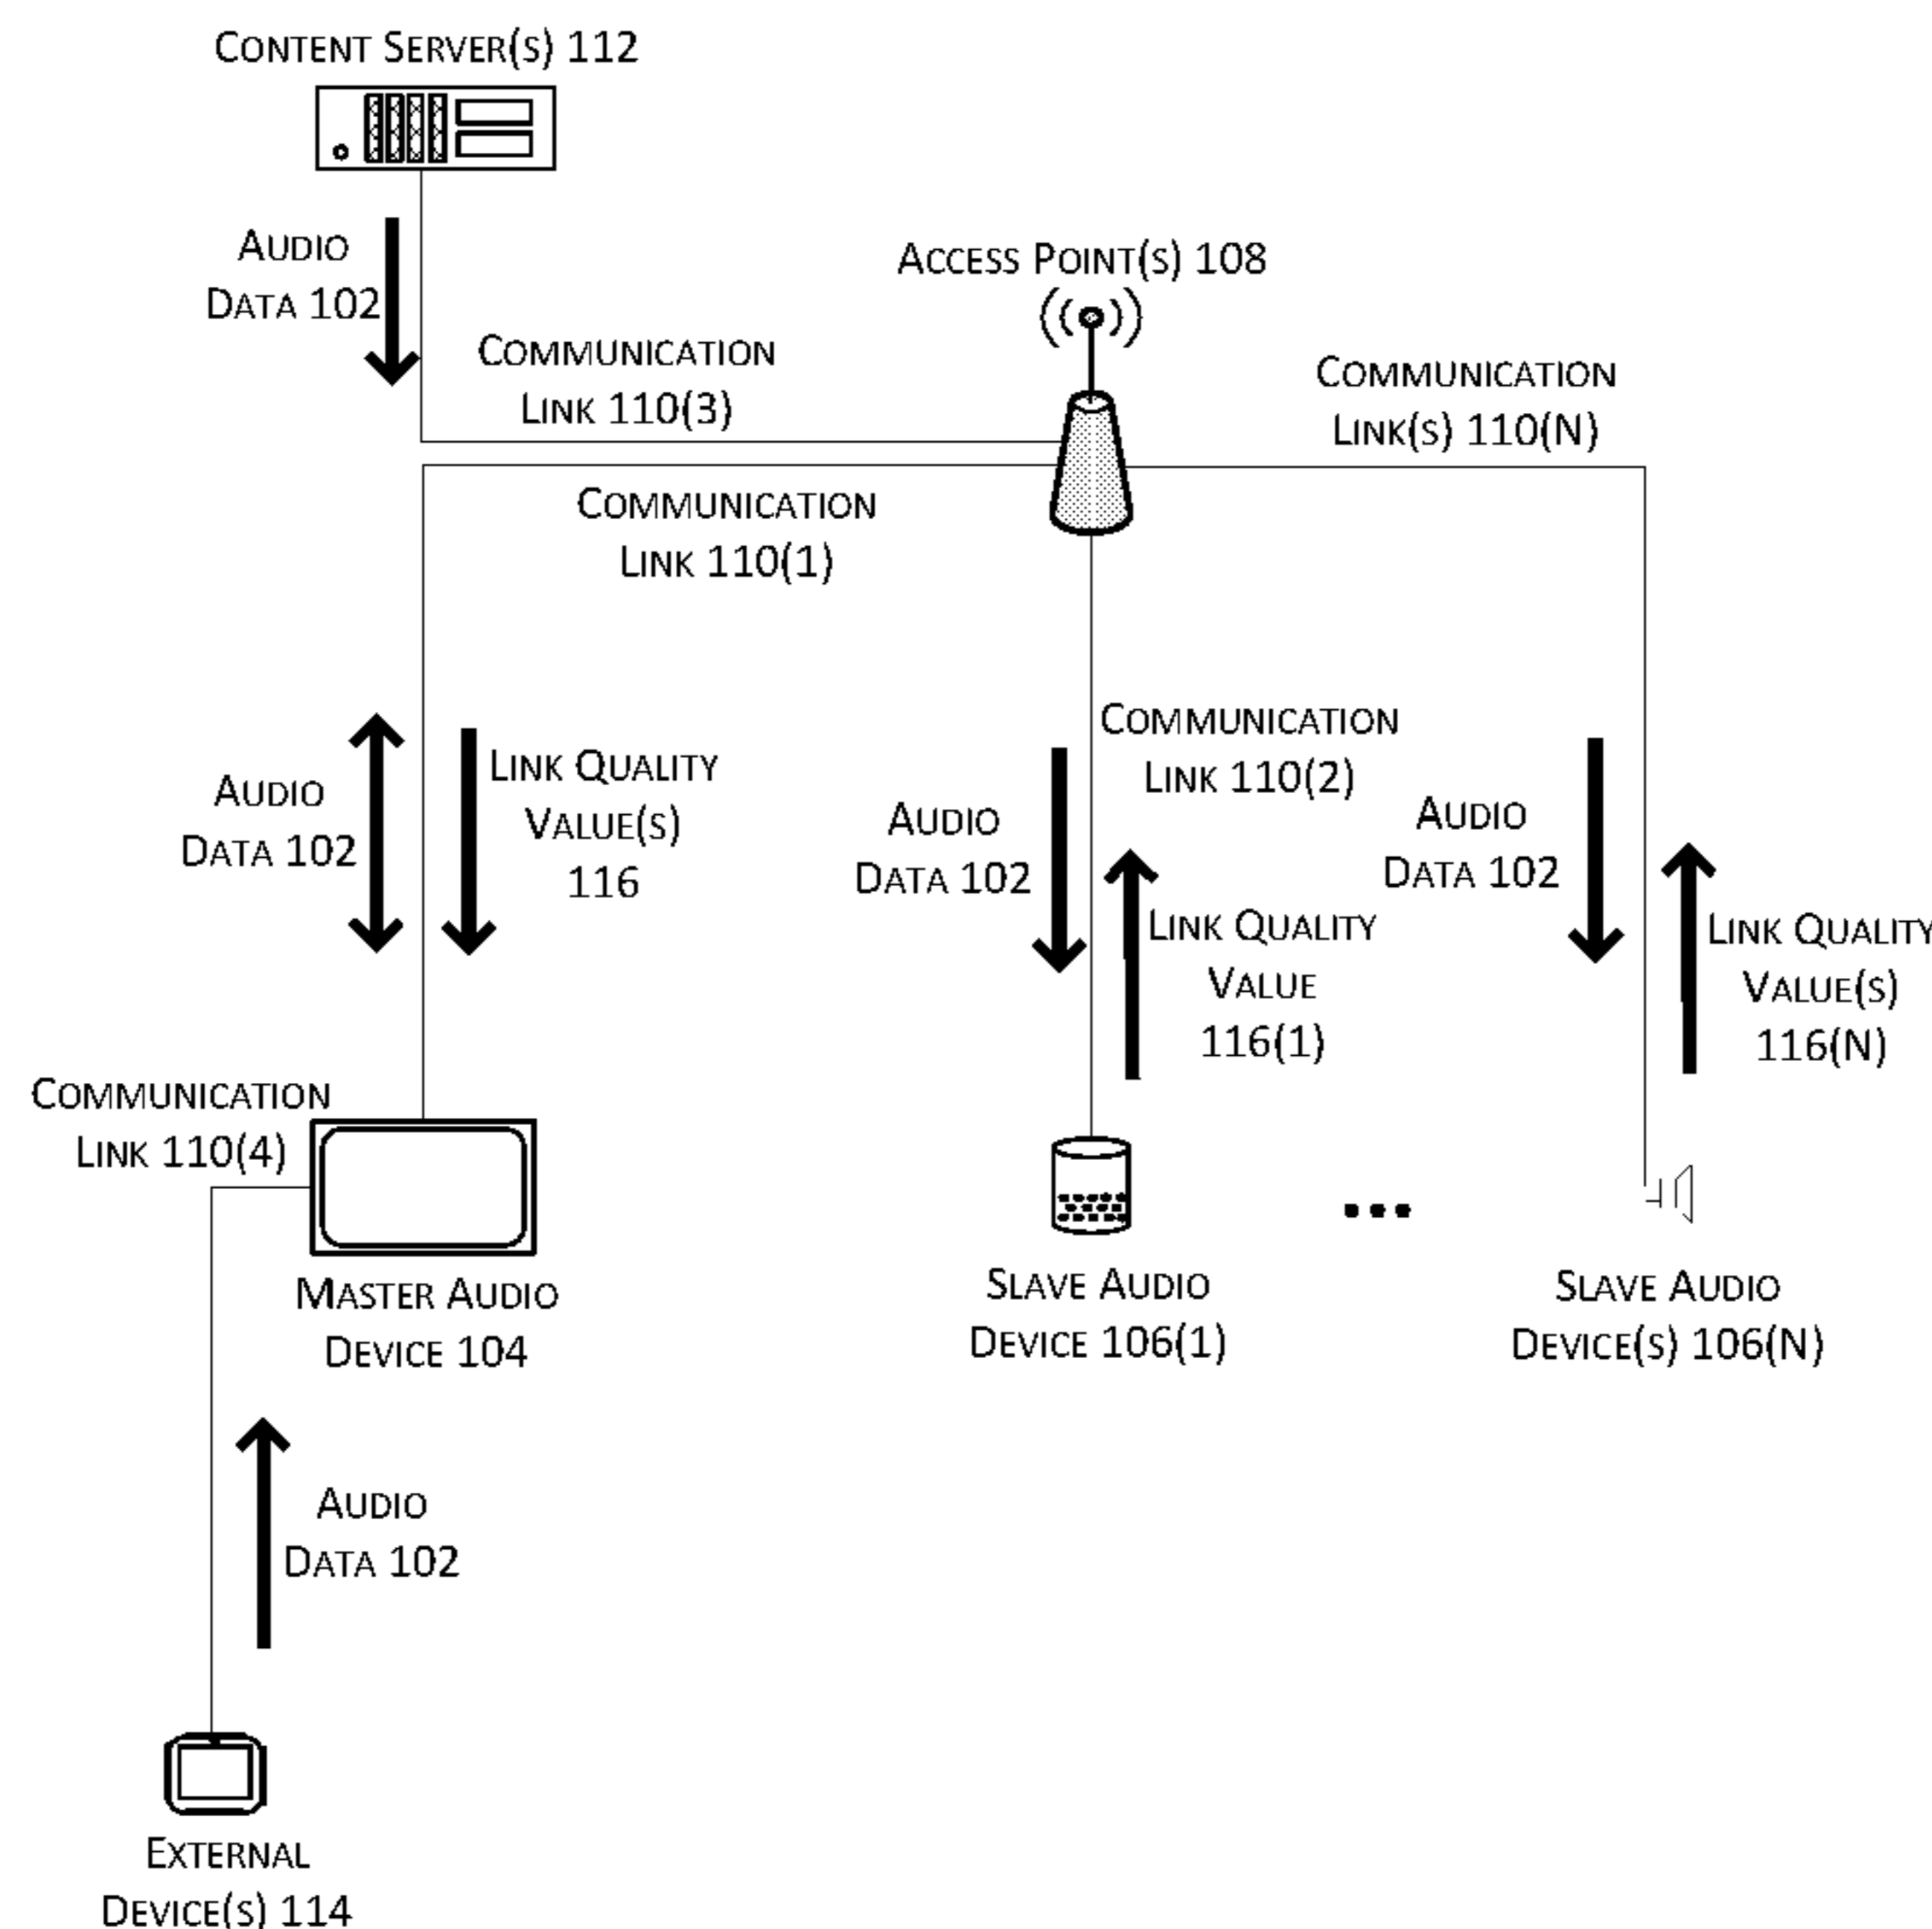 CONTENT SERVER(S) 112
AUDIO
DATA 102
ACCESS POINT(S) 108
COMMUNICATION
LINK 110(3)
COMMUNICATION
LINK(S) 110(N)
COMMUNICATION
LINK 110(1)
AUDIO
DATA 102
LINK QUALITY
VALUE(S)
116
COMMUNICATION
LINK 110(2)
AUDIO
DATA 102
LINK QUALITY
VALUE
116(1)
AUDIO
DATA 102
LINK QUALITY
VALUE(S)
116(N)
COMMUNICATION
LINK 110(4)
MASTER AUDIO
DEVICE 104
SLAVE AUDIO
DEVICE 106(1)
SLAVE AUDIO
DEVICE(S) 106(N)
AUDIO
DATA 102
EXTERNAL
DEVICE(S) 114